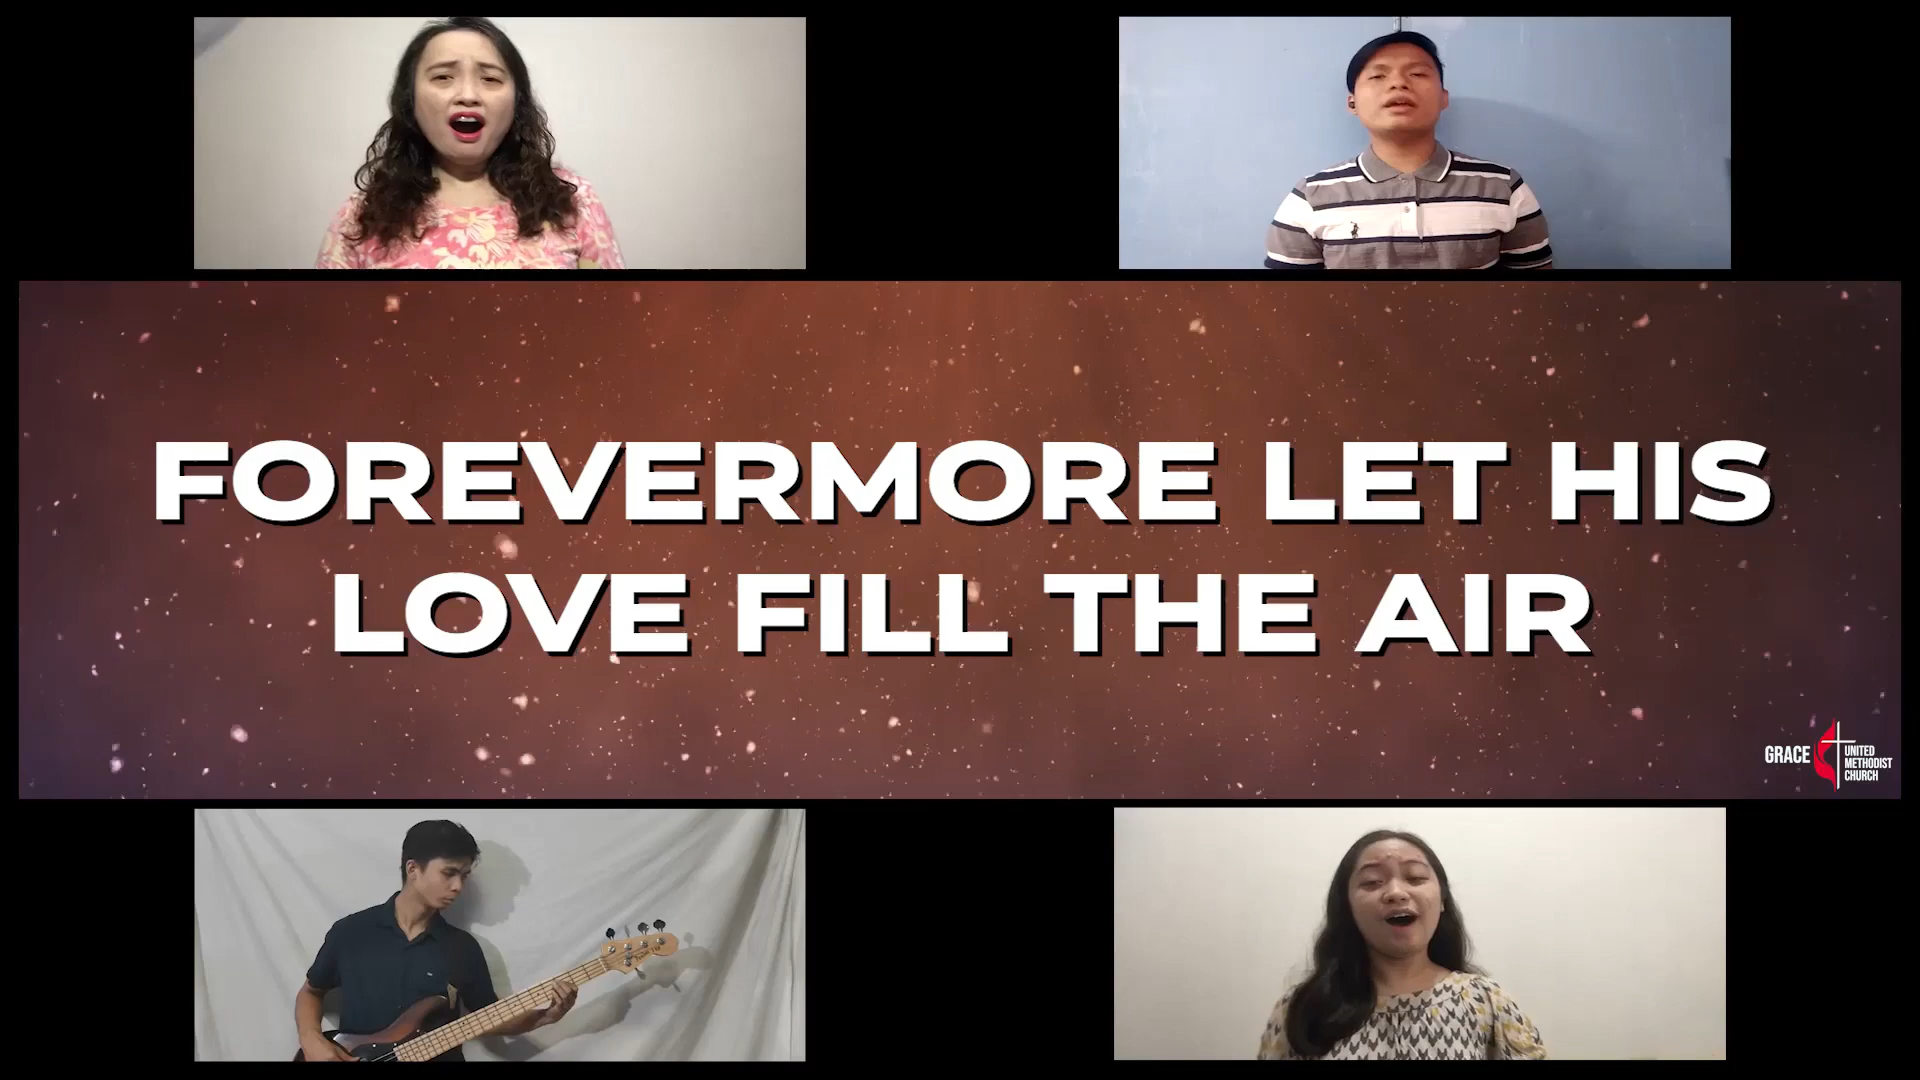 FOREVERMORE LET HIS
LOVE FILL THE AIR
GRACE
UNITED
METHODIST
CHURCH